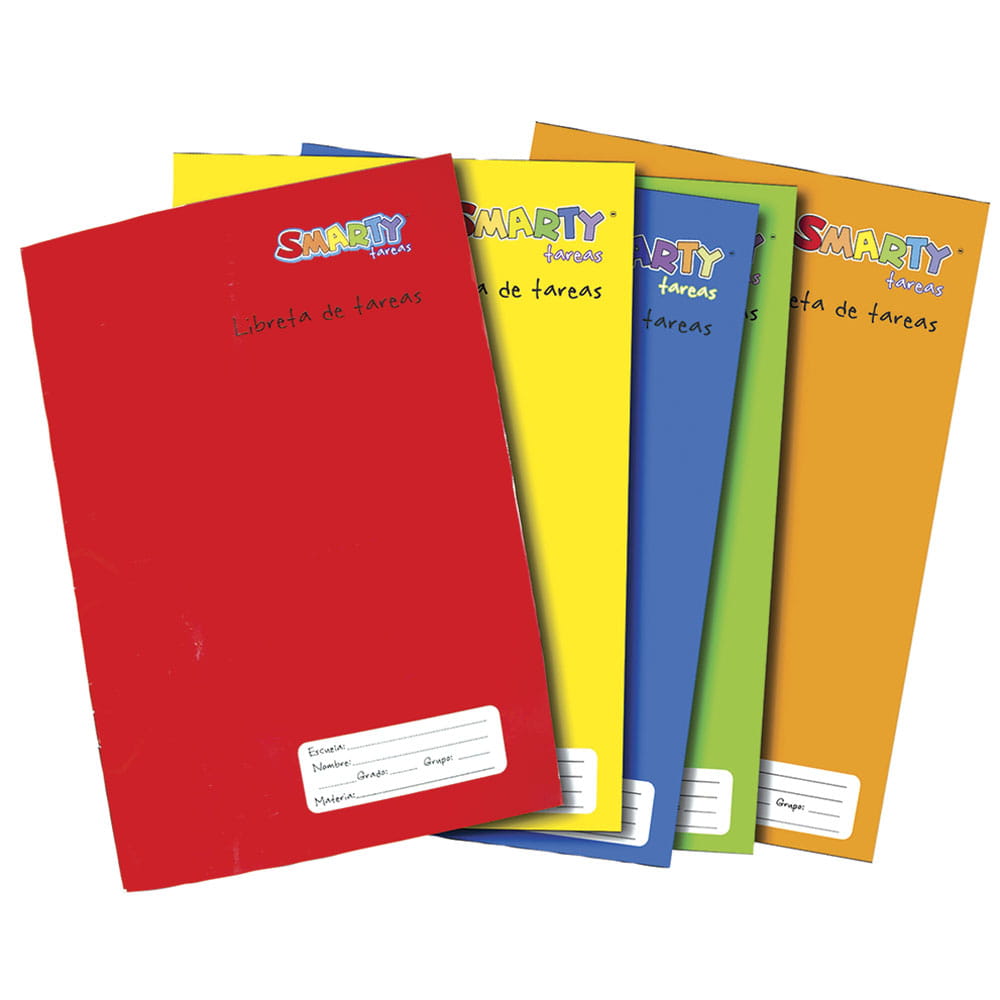 SMARTY
tareas
Libreta de tareas
Escuela:
Nombre:
Grado: Grupo:
Materia:
SMARTY
tareas
a de tareas
ARTY
tareas
tareas
SMARTY
tareas
eta de tareas
Grupo: